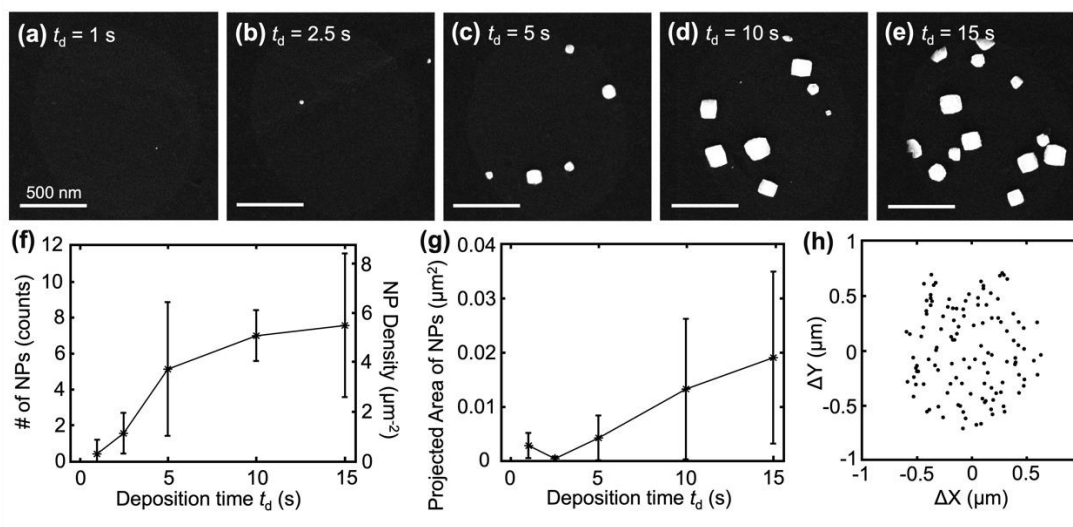 (a) t_d = 1 s
(b) t_d = 2.5 s
(c) t_d = 5 s
(d) t_d = 10 s
(e) t_d = 15 s
500 nm
(f)
12
10
8
6
4
2
0
# of NPs (counts)
8
6
4
2
0
NP Density (μm⁻²)
0 5 10 15
Deposition time t_d (s)
(g)
0.04
0.03
0.02
0.01
0
Projected Area of NPs (μm²)
0 5 10 15
Deposition time t_d (s)
(h)
1
0.5
0
-0.5
-1
ΔY (μm)
-1 -0.5 0 0.5 1
ΔX (μm)